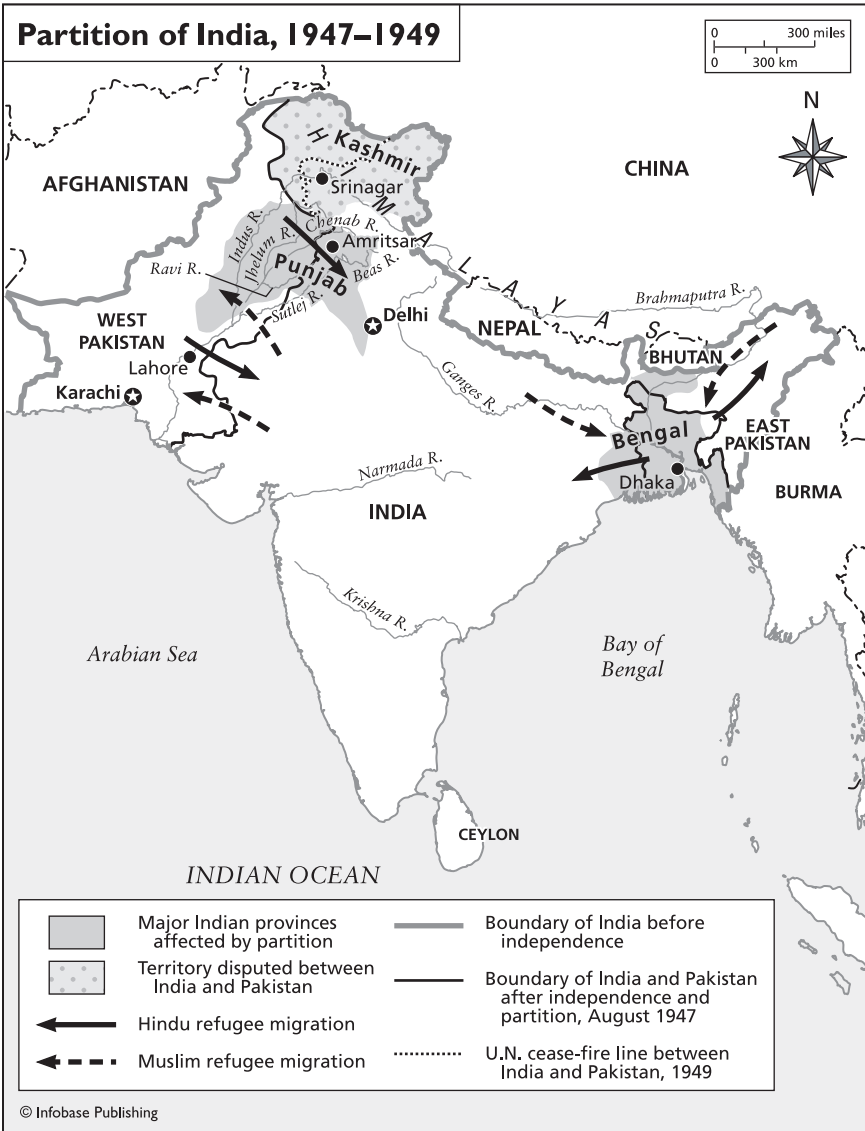 Partition of India, 1947–1949
0 300 miles
0 300 km
N
AFGHANISTAN
CHINA
HIMALAYAS
Kashmir
Srinagar
Indus R.
Jhelum R.
Chenab R.
Amritsar
Ravi R.
Punjab
Beas R.
Sutlej R.
Delhi
WEST
PAKISTAN
Lahore
Karachi
NEPAL
Brahmaputra R.
BHUTAN
Ganges R.
Bengal
EAST
PAKISTAN
Dhaka
BURMA
Narmada R.
INDIA
Krishna R.
Arabian Sea
Bay of
Bengal
CEYLON
INDIAN OCEAN
Major Indian provinces
affected by partition
Territory disputed between
India and Pakistan
Hindu refugee migration
Muslim refugee migration
Boundary of India before
independence
Boundary of India and Pakistan
after independence and
partition, August 1947
U.N. cease-fire line between
India and Pakistan, 1949
© Infobase Publishing